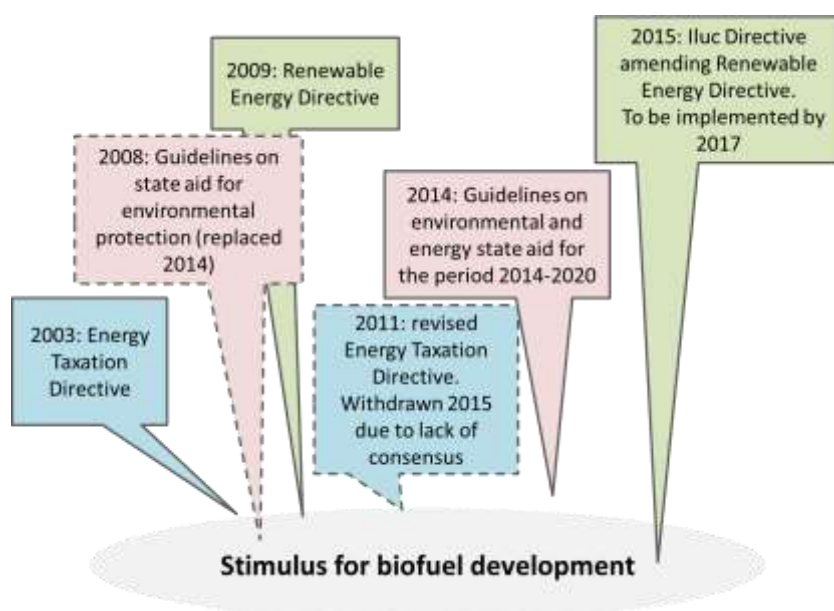 2009: Renewable
Energy Directive
2015: Iluc Directive
amending Renewable
Energy Directive.
To be implemented by
2017
2008: Guidelines on
state aid for
environmental
protection (replaced
2014)
2014: Guidelines on
environmental and
energy state aid for
the period 2014-2020
2003: Energy
Taxation
Directive
2011: revised
Energy Taxation
Directive.
Withdrawn 2015
due to lack of
consensus
Stimulus for biofuel development